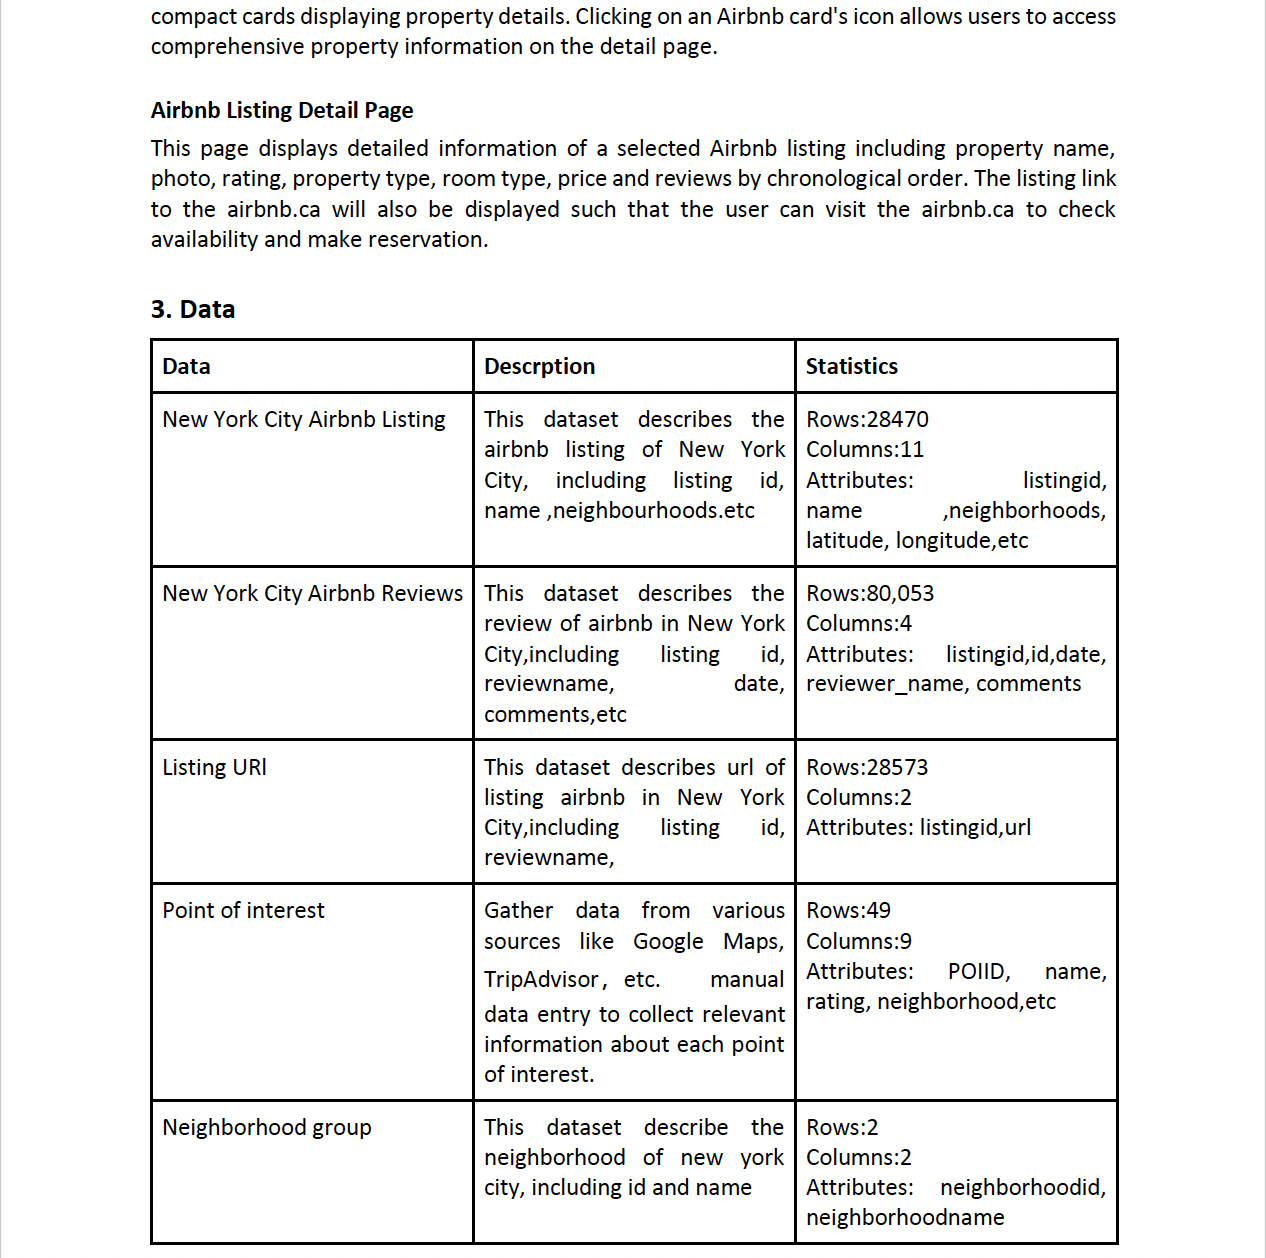 compact cards displaying property details. Clicking on an Airbnb card's icon allows users to access
comprehensive property information on the detail page.
Airbnb Listing Detail Page
This page displays detailed information of a selected Airbnb listing including property name,
photo, rating, property type, room type, price and reviews by chronological order. The listing link
to the airbnb.ca will also be displayed such that the user can visit the airbnb.ca to check
availability and make reservation.
3. Data
Data
Descrption
Statistics
New York City Airbnb Listing
This dataset describes the
airbnb listing of New York
City, including listing id,
name ,neighbourhoods.etc
Rows:28470
Columns:11
Attributes: listingid,
name ,neighborhoods,
latitude, longitude,etc
New York City Airbnb Reviews
This dataset describes the
review of airbnb in New York
City,including listing id,
reviewname, date,
comments,etc
Rows:80,053
Columns:4
Attributes: listingid,id,date,
reviewer_name, comments
Listing URl
This dataset describes url of
listing airbnb in New York
City,including listing id,
reviewname,
Rows:28573
Columns:2
Attributes: listingid,url
Point of interest
Gather data from various
sources like Google Maps,
TripAdvisor, etc. manual
data entry to collect relevant
information about each point
of interest.
Rows:49
Columns:9
Attributes: POIID, name,
rating, neighborhood,etc
Neighborhood group
This dataset describe the
neighborhood of new york
city, including id and name
Rows:2
Columns:2
Attributes: neighborhoodid,
neighborhoodname